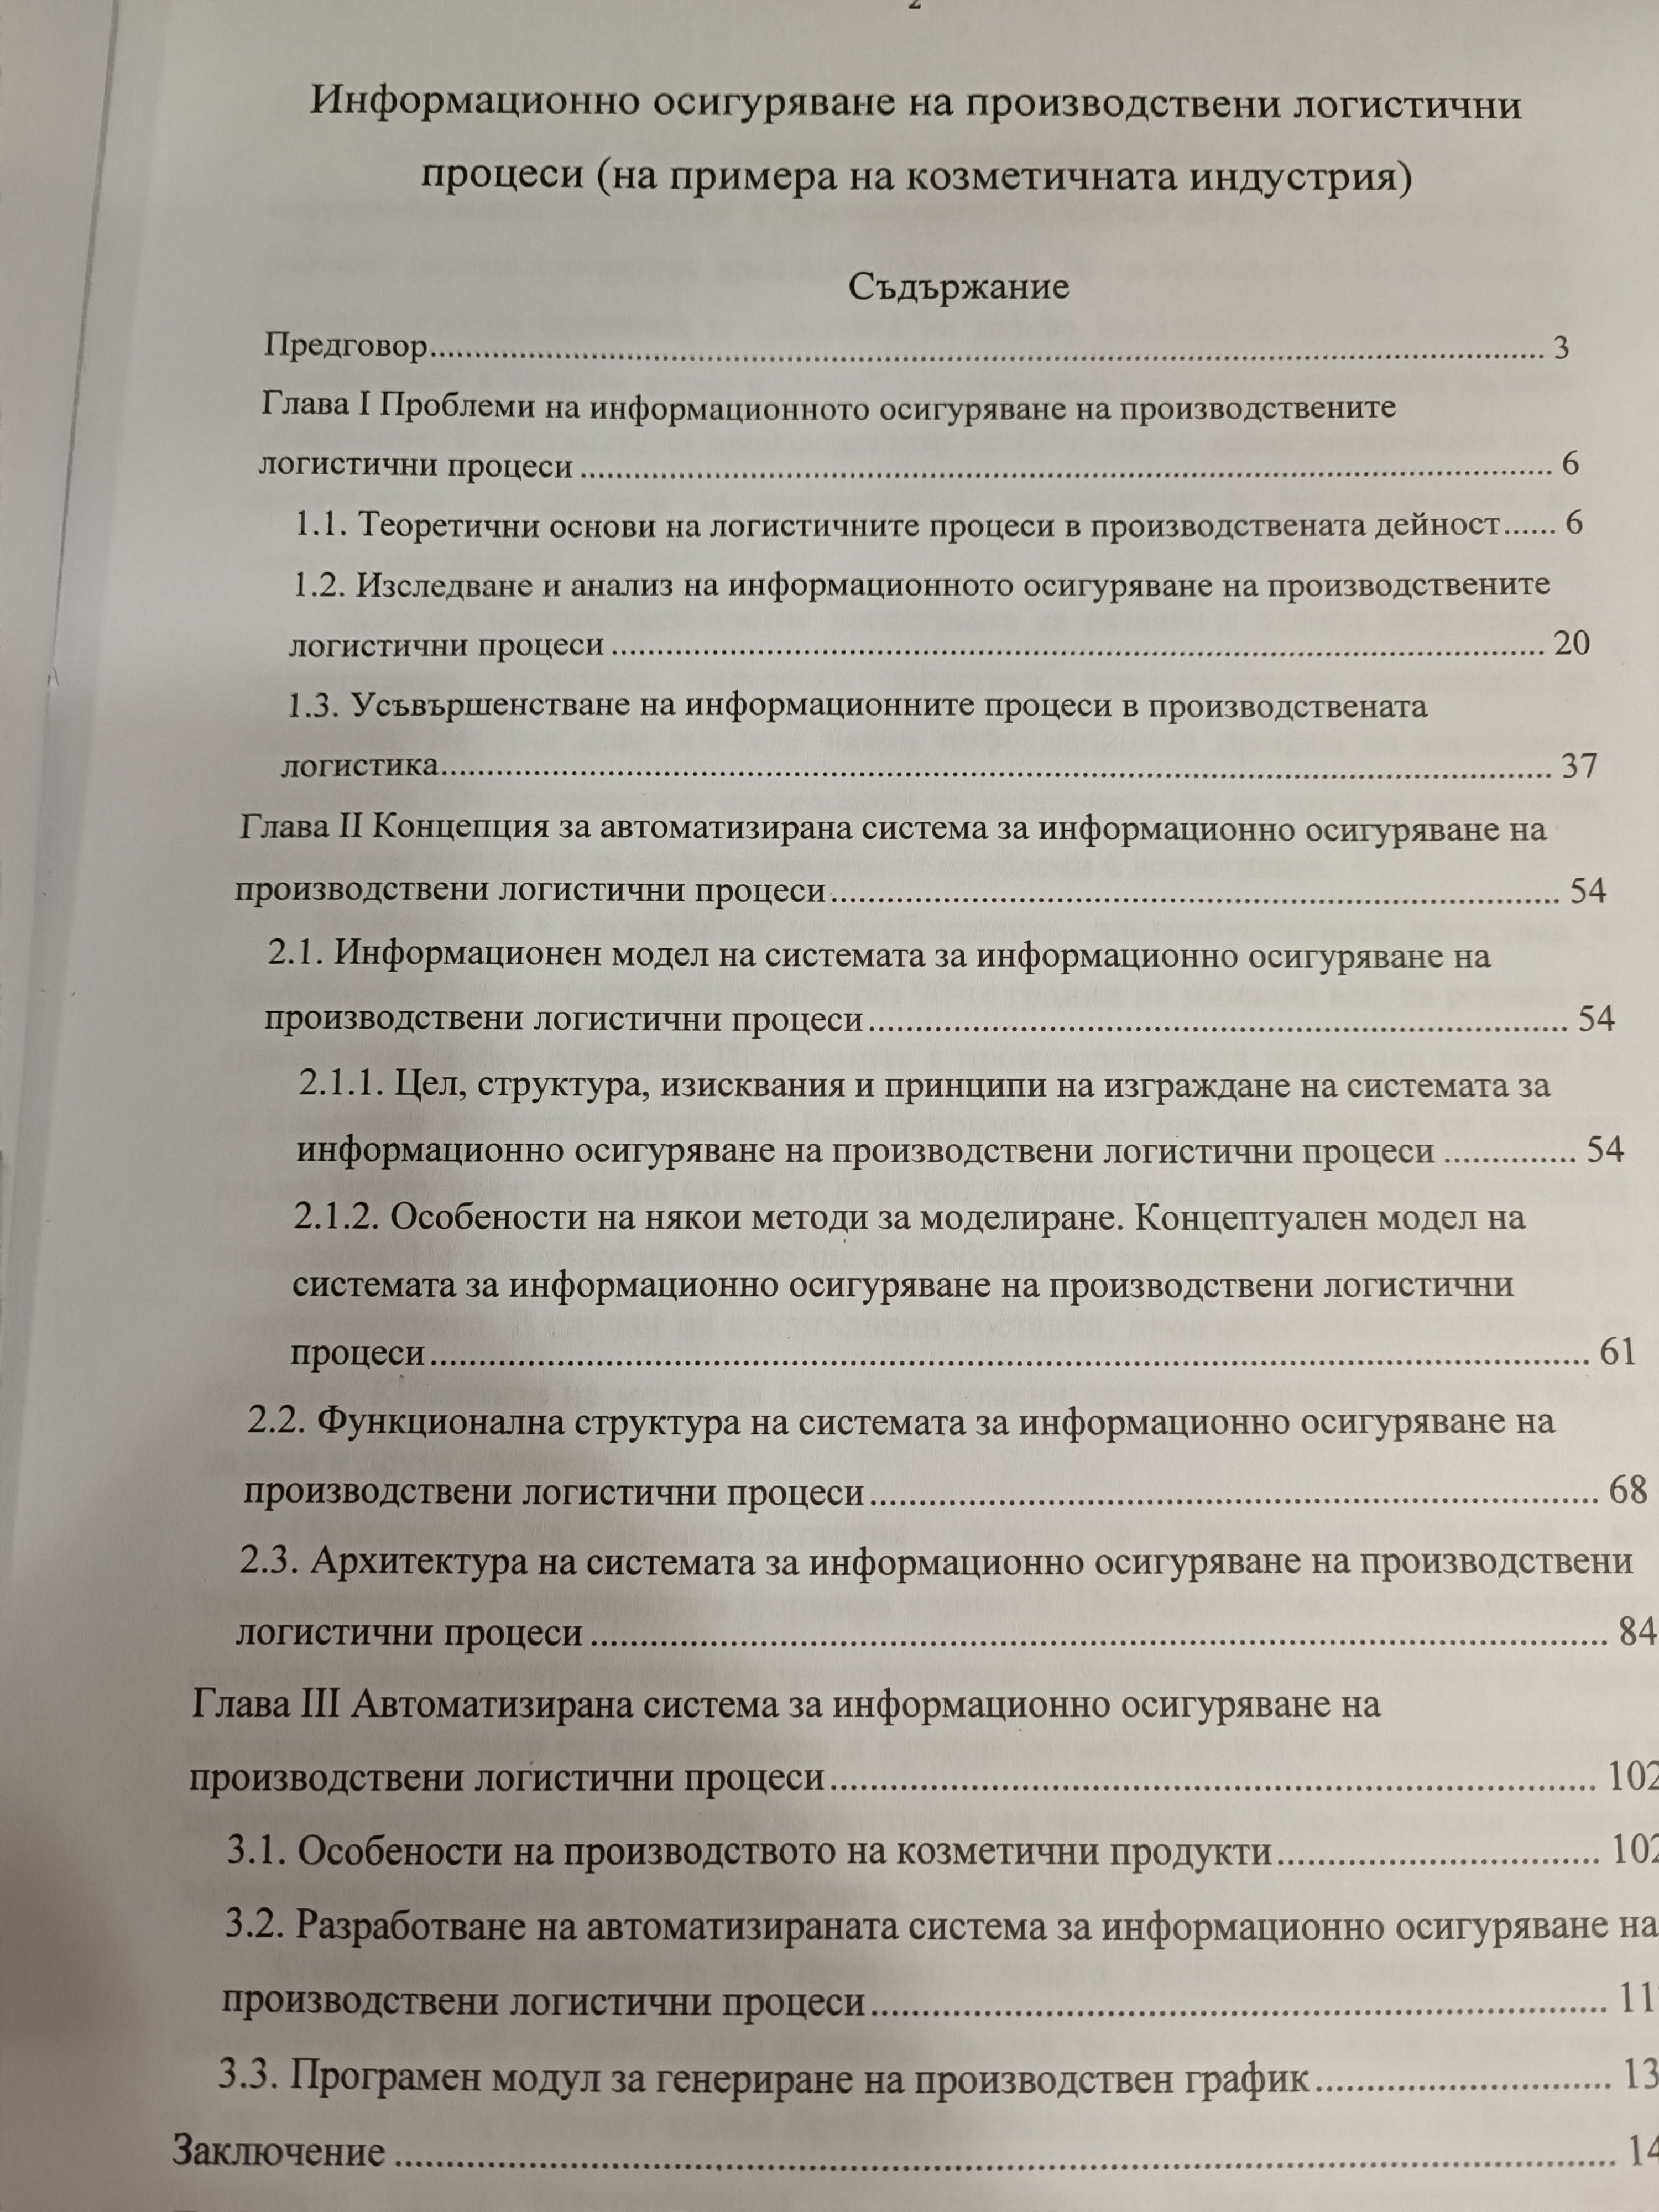 2
Информационно осигуряване на производствени логистични
процеси (на примера на козметичната индустрия)
Съдържание
Предговор........................................................ 3
Глава I Проблеми на информационното осигуряване на производствените
логистични процеси ........................................................ 6
1.1. Теоретични основи на логистичните процеси в производствената дейност...... 6
1.2. Изследване и анализ на информационното осигуряване на производствените
логистични процеси ........................................................ 20
1.3. Усъвършенстване на информационните процеси в производствената
логистика........................................................ 37
Глава II Концепция за автоматизирана система за информационно осигуряване на
производствени логистични процеси........................................................ 54
2.1. Информационен модел на системата за информационно осигуряване на
производствени логистични процеси........................................................ 54
2.1.1. Цел, структура, изисквания и принципи на изграждане на системата за
информационно осигуряване на производствени логистични процеси .............. 54
2.1.2. Особености на някои методи за моделиране. Концептуален модел на
системата за информационно осигуряване на производствени логистични
процеси........................................................ 61
2.2. Функционална структура на системата за информационно осигуряване на
производствени логистични процеси........................................................ 68
2.3. Архитектура на системата за информационно осигуряване на производствени
логистични процеси ........................................................ 84
Глава III Автоматизирана система за информационно осигуряване на
производствени логистични процеси........................................................ 102
3.1. Особености на производството на козметични продукти................................ 102
3.2. Разработване на автоматизираната система за информационно осигуряване на
производствени логистични процеси........................................................ 11
3.3. Програмен модул за генериране на производствен график.............................. 13
Заключение ........................................................ 14